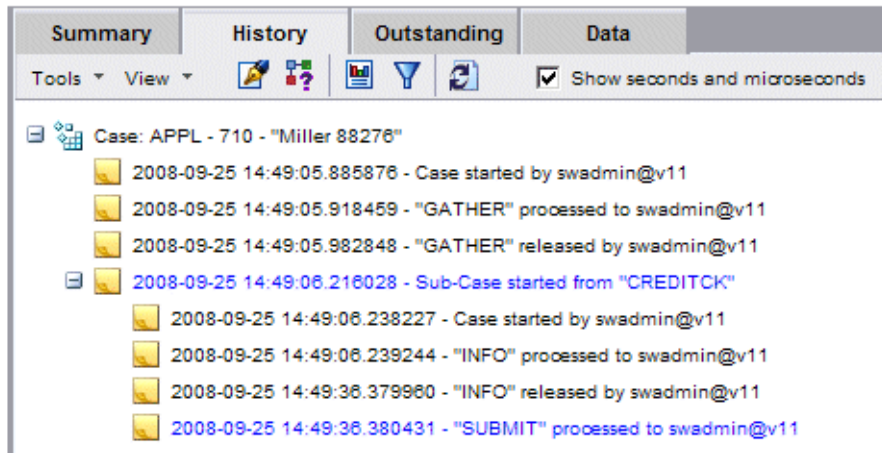 Summary History Outstanding Data
Tools View Show seconds and microseconds
Case: APPL - 710 - "Miller 88276"
2008-09-25 14:49:05.885876 - Case started by swadmin@v11
2008-09-25 14:49:05.918459 - "GATHER" processed to swadmin@v11
2008-09-25 14:49:05.982848 - "GATHER" released by swadmin@v11
2008-09-25 14:49:06.216028 - Sub-Case started from "CREDITCK"
2008-09-25 14:49:06.238227 - Case started by swadmin@v11
2008-09-25 14:49:06.239244 - "INFO" processed to swadmin@v11
2008-09-25 14:49:36.379960 - "INFO" released by swadmin@v11
2008-09-25 14:49:36.380431 - "SUBMIT" processed to swadmin@v11